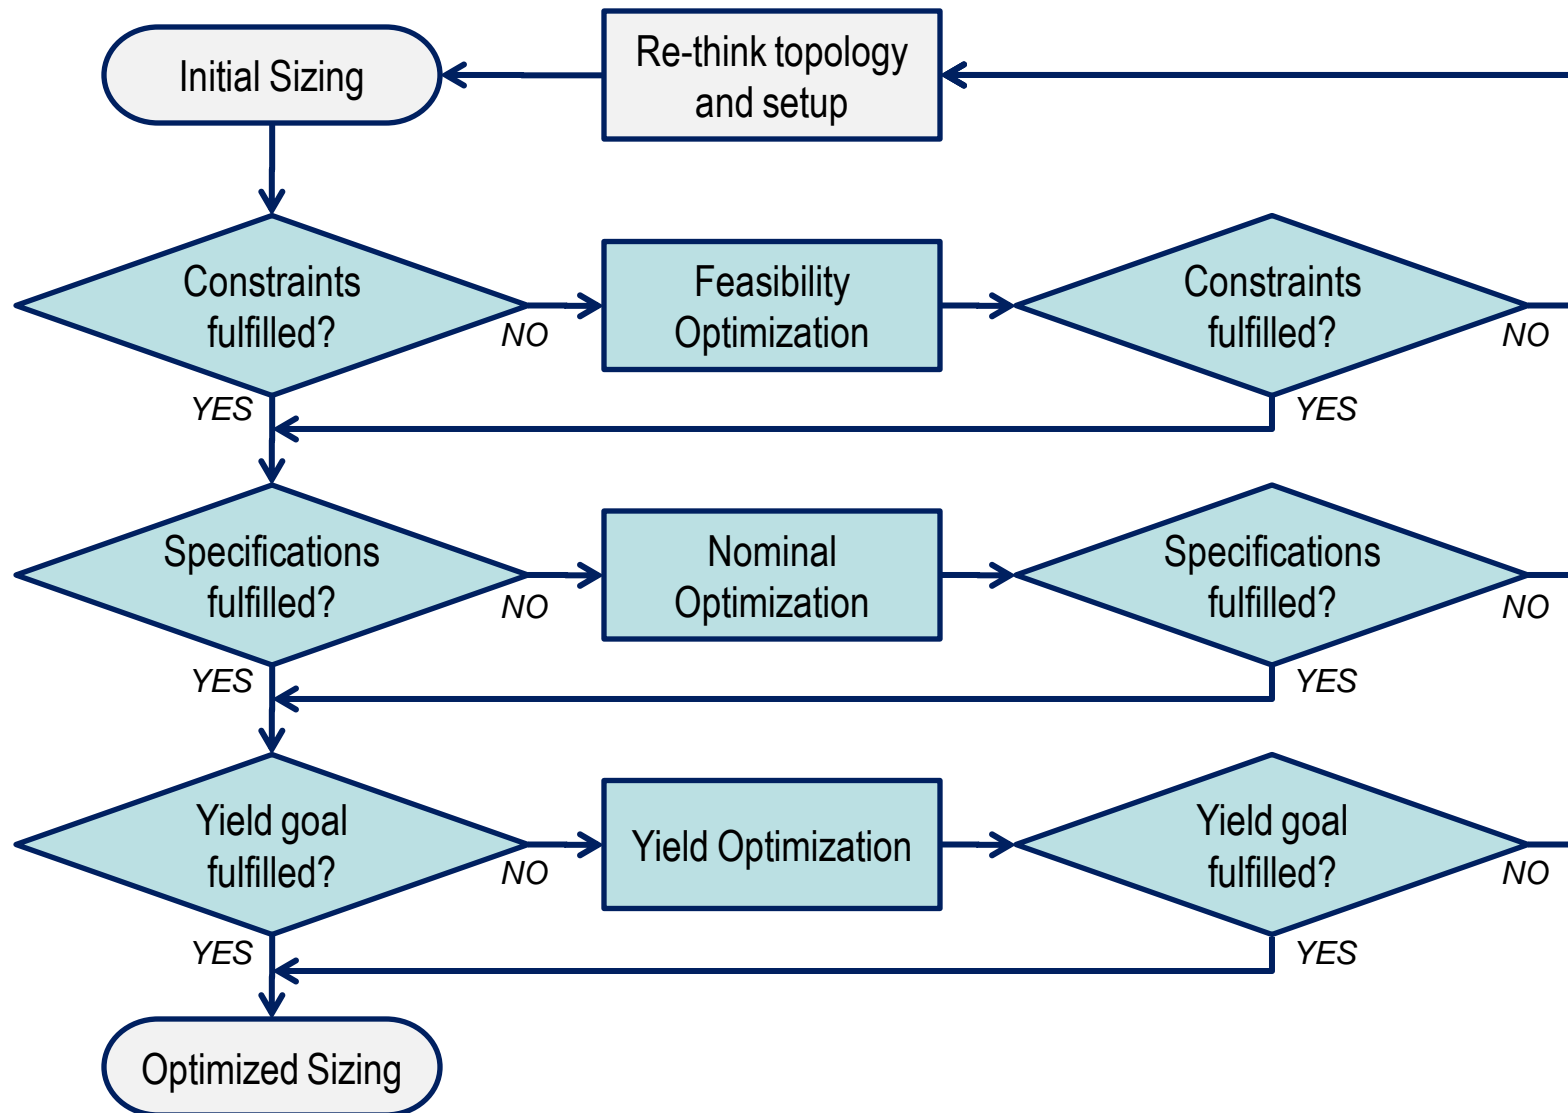 Initial Sizing
Re-think topology
and setup
Constraints
fulfilled?
NO
YES
Feasibility
Optimization
Constraints
fulfilled?
NO
YES
Specifications
fulfilled?
NO
YES
Nominal
Optimization
Specifications
fulfilled?
NO
YES
Yield goal
fulfilled?
NO
YES
Yield Optimization
Yield goal
fulfilled?
NO
YES
Optimized Sizing